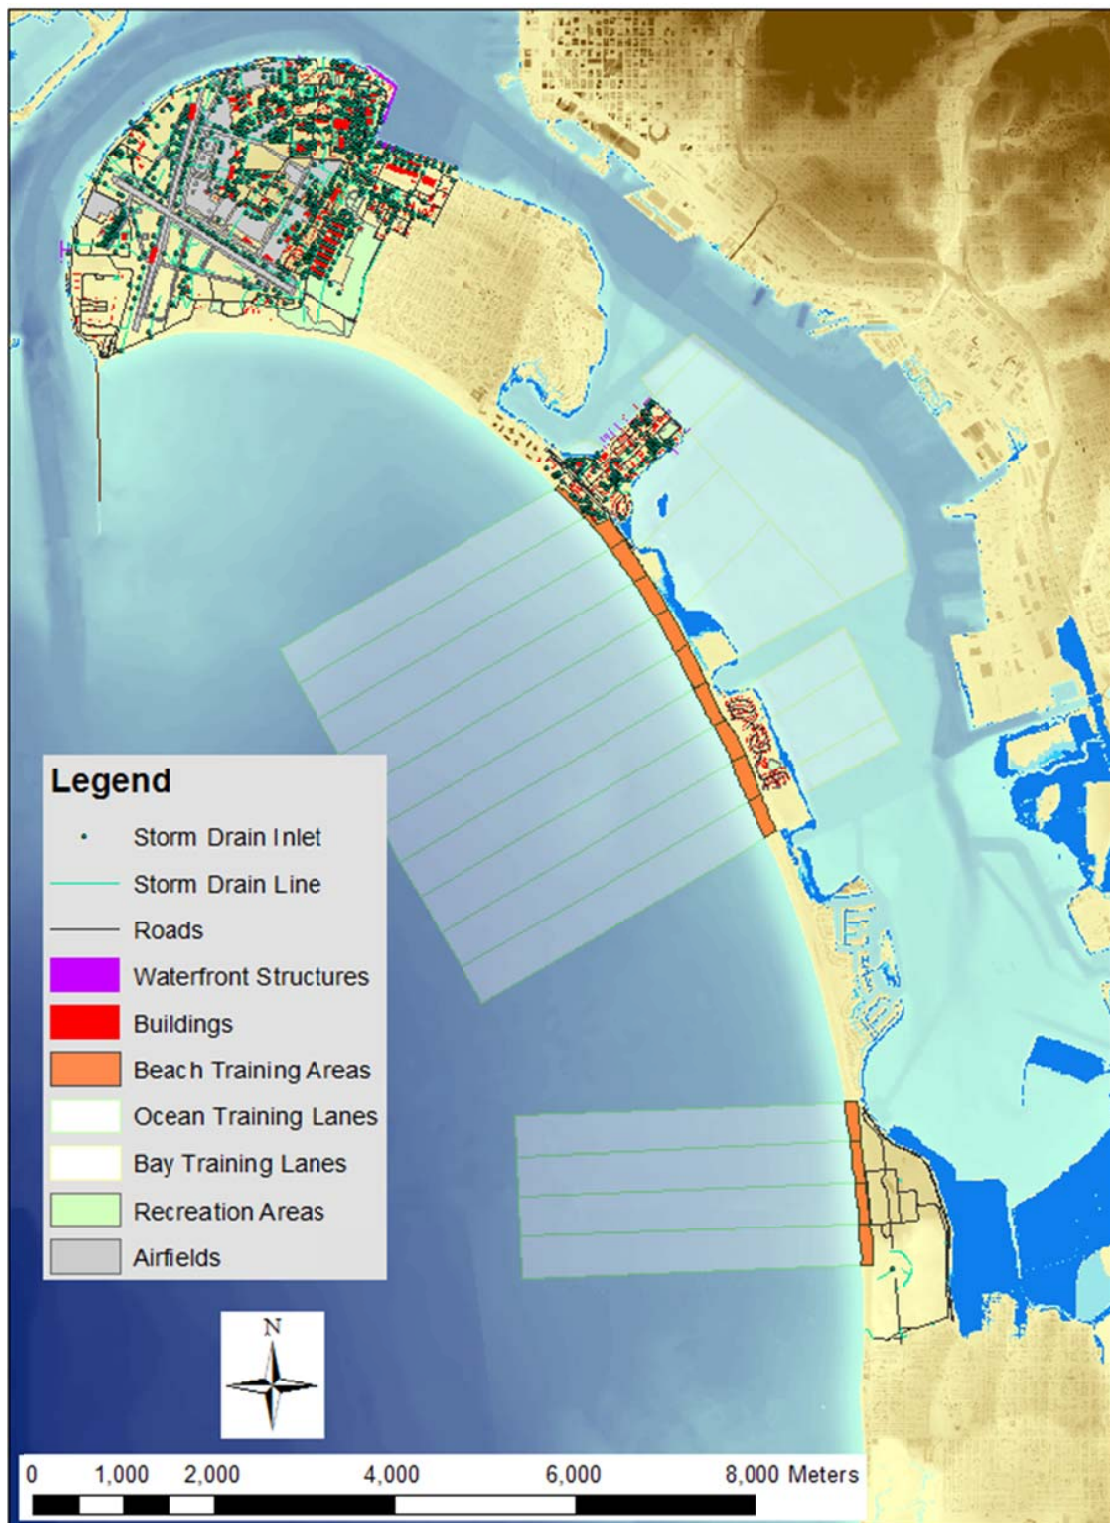 Legend
Storm Drain Inlet
Storm Drain Line
Roads
Waterfront Structures
Buildings
Beach Training Areas
Ocean Training Lanes
Bay Training Lanes
Recreation Areas
Airfields
N
0 1,000 2,000 4,000 6,000 8,000 Meters